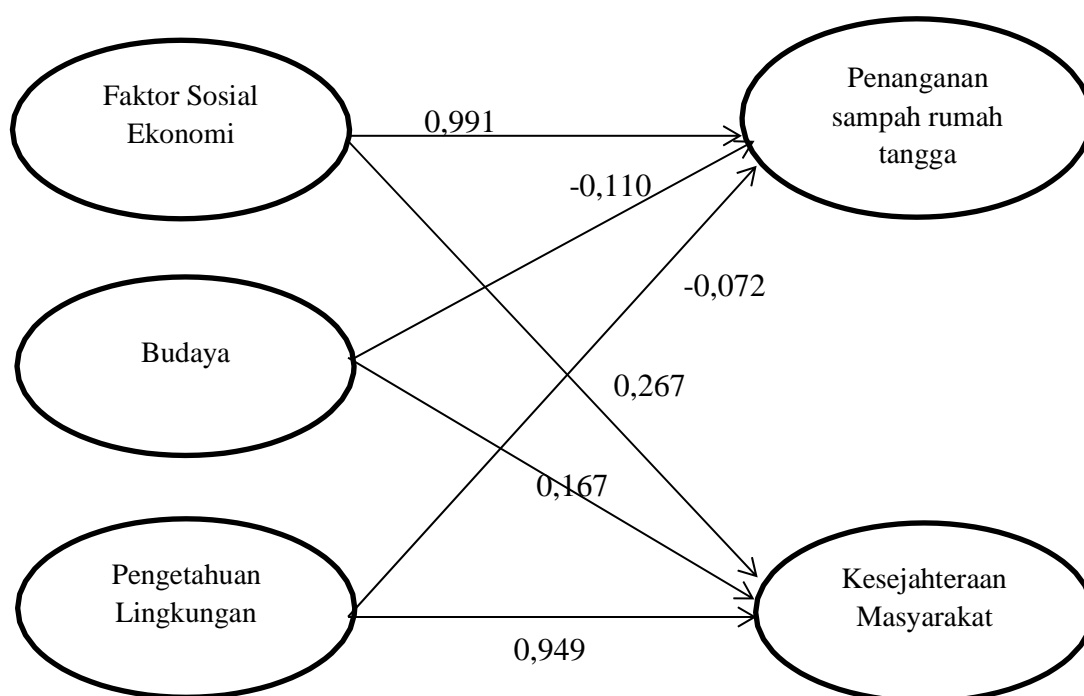 Faktor Sosial
Ekonomi
0,991
Penanganan
sampah rumah
tangga
-0,110
-0,072
Budaya
0,267
0,167
Pengetahuan
Lingkungan
0,949
Kesejahteraan
Masyarakat